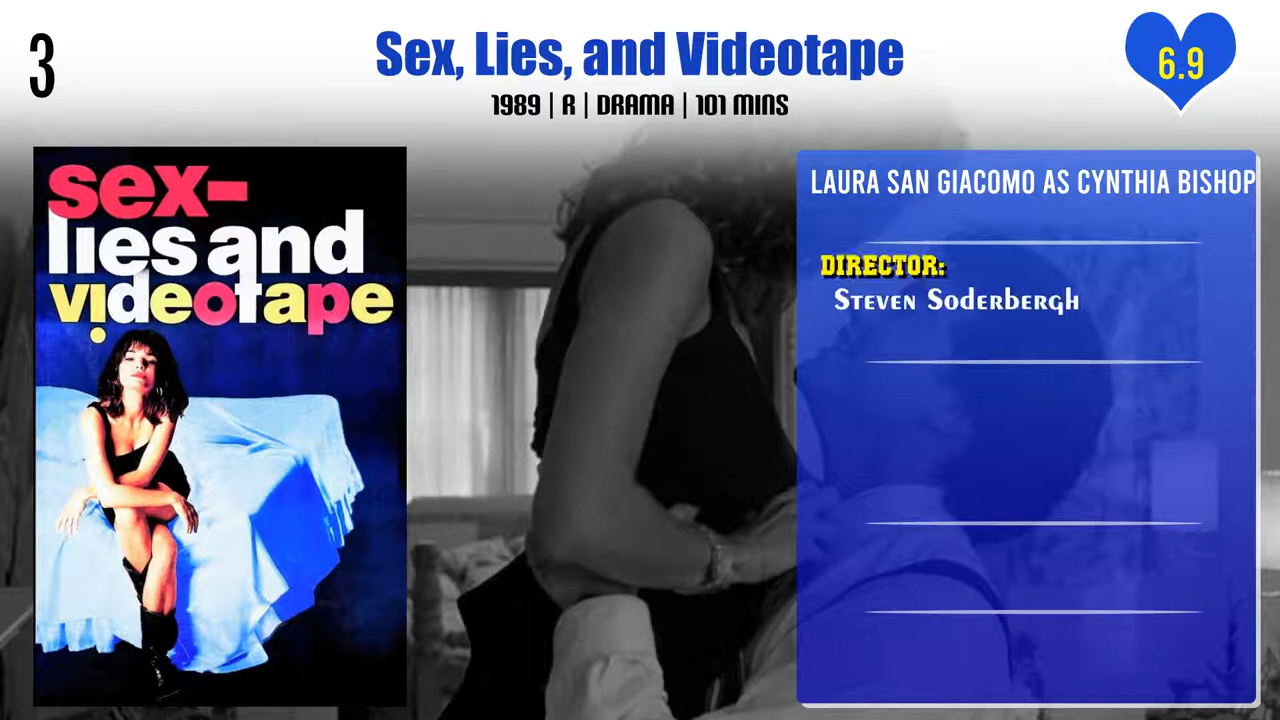 3
Sex, Lies, and Videotape
1989 | R | DRAMA | 101 MINS
6.9
sex-
lies and
videotape
LAURA SAN GIACOMO AS CYNTHIA BISHOP
DIRECTOR:
STEVEN SODERBERGH